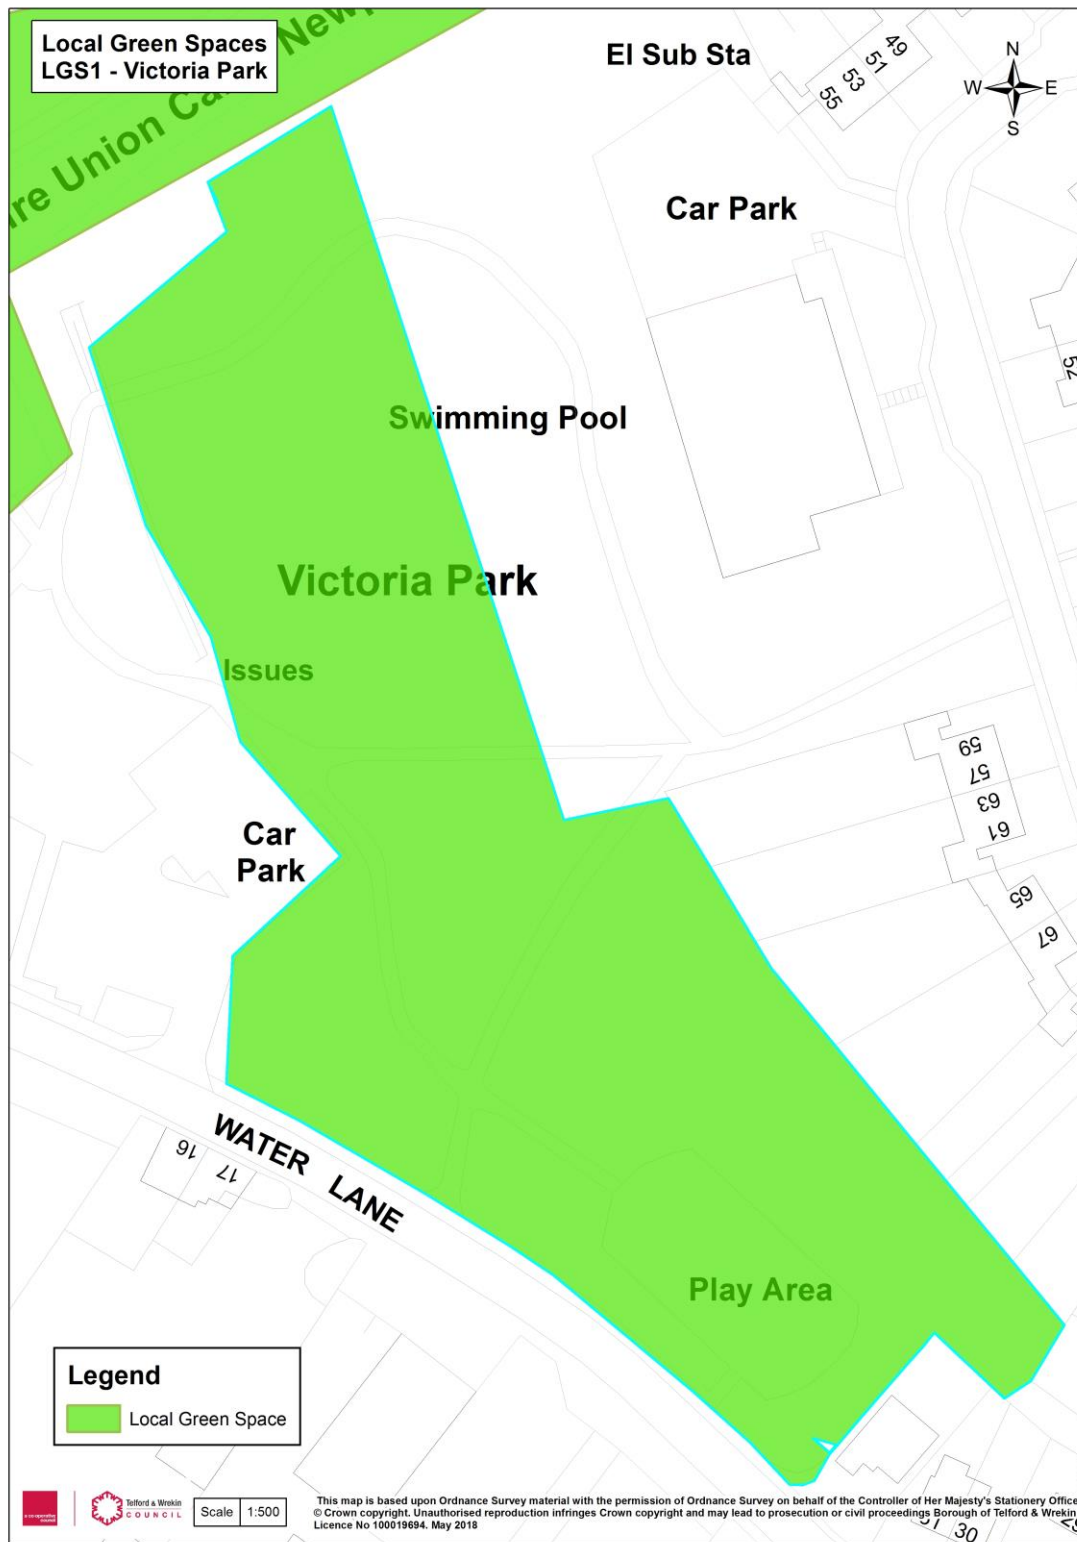 Local Green Spaces
LGS1 - Victoria Park
ire Union Ca
Newp
El Sub Sta
49
51
53
55
N
W E
S
Car Park
52
Swimming Pool
Victoria Park
Issues
59
57
63
61
Car
Park
65
67
WATER LANE
16
17
Play Area
Legend
Local Green Space
a co-operative
council
Telford & Wrekin
COUNCIL
Scale 1:500
This map is based upon Ordnance Survey material with the permission of Ordnance Survey on behalf of the Controller of Her Majesty's Stationery Office
© Crown copyright. Unauthorised reproduction infringes Crown copyright and may lead to prosecution or civil proceedings Borough of Telford & Wrekin
Licence No 100019694. May 2018
30